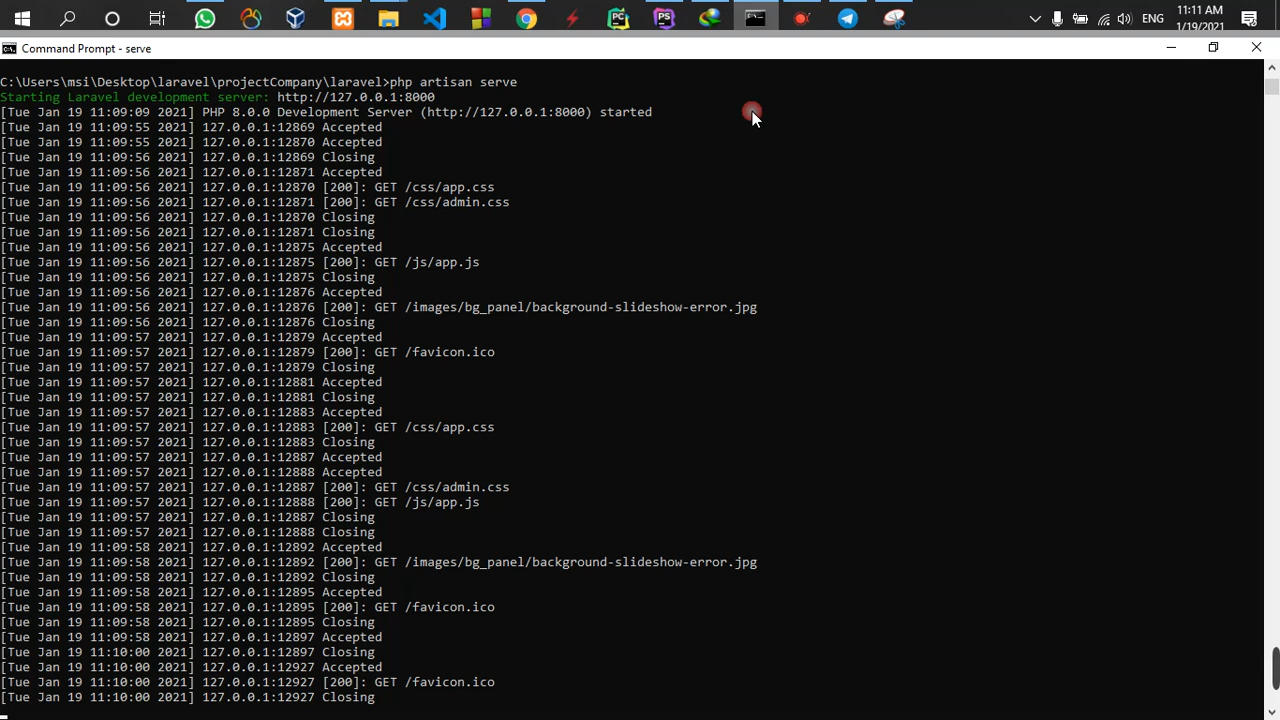 ENG
11:11 AM
1/19/2021
Command Prompt - serve
C:\Users\msi\Desktop\laravel\projectCompany\laravel>php artisan serve
Starting Laravel development server: http://127.0.0.1:8000
[Tue Jan 19 11:09:09 2021] PHP 8.0.0 Development Server (http://127.0.0.1:8000) started
[Tue Jan 19 11:09:55 2021] 127.0.0.1:12869 Accepted
[Tue Jan 19 11:09:55 2021] 127.0.0.1:12870 Accepted
[Tue Jan 19 11:09:56 2021] 127.0.0.1:12869 Closing
[Tue Jan 19 11:09:56 2021] 127.0.0.1:12871 Accepted
[Tue Jan 19 11:09:56 2021] 127.0.0.1:12870 [200]: GET /css/app.css
[Tue Jan 19 11:09:56 2021] 127.0.0.1:12871 [200]: GET /css/admin.css
[Tue Jan 19 11:09:56 2021] 127.0.0.1:12870 Closing
[Tue Jan 19 11:09:56 2021] 127.0.0.1:12871 Closing
[Tue Jan 19 11:09:56 2021] 127.0.0.1:12875 Accepted
[Tue Jan 19 11:09:56 2021] 127.0.0.1:12875 [200]: GET /js/app.js
[Tue Jan 19 11:09:56 2021] 127.0.0.1:12875 Closing
[Tue Jan 19 11:09:56 2021] 127.0.0.1:12876 Accepted
[Tue Jan 19 11:09:56 2021] 127.0.0.1:12876 [200]: GET /images/bg_panel/background-slideshow-error.jpg
[Tue Jan 19 11:09:56 2021] 127.0.0.1:12876 Closing
[Tue Jan 19 11:09:57 2021] 127.0.0.1:12879 Accepted
[Tue Jan 19 11:09:57 2021] 127.0.0.1:12879 [200]: GET /favicon.ico
[Tue Jan 19 11:09:57 2021] 127.0.0.1:12879 Closing
[Tue Jan 19 11:09:57 2021] 127.0.0.1:12881 Accepted
[Tue Jan 19 11:09:57 2021] 127.0.0.1:12881 Closing
[Tue Jan 19 11:09:57 2021] 127.0.0.1:12883 Accepted
[Tue Jan 19 11:09:57 2021] 127.0.0.1:12883 [200]: GET /css/app.css
[Tue Jan 19 11:09:57 2021] 127.0.0.1:12883 Closing
[Tue Jan 19 11:09:57 2021] 127.0.0.1:12887 Accepted
[Tue Jan 19 11:09:57 2021] 127.0.0.1:12888 Accepted
[Tue Jan 19 11:09:57 2021] 127.0.0.1:12887 [200]: GET /css/admin.css
[Tue Jan 19 11:09:57 2021] 127.0.0.1:12888 [200]: GET /js/app.js
[Tue Jan 19 11:09:57 2021] 127.0.0.1:12887 Closing
[Tue Jan 19 11:09:57 2021] 127.0.0.1:12888 Closing
[Tue Jan 19 11:09:58 2021] 127.0.0.1:12892 Accepted
[Tue Jan 19 11:09:58 2021] 127.0.0.1:12892 [200]: GET /images/bg_panel/background-slideshow-error.jpg
[Tue Jan 19 11:09:58 2021] 127.0.0.1:12892 Closing
[Tue Jan 19 11:09:58 2021] 127.0.0.1:12895 Accepted
[Tue Jan 19 11:09:58 2021] 127.0.0.1:12895 [200]: GET /favicon.ico
[Tue Jan 19 11:09:58 2021] 127.0.0.1:12895 Closing
[Tue Jan 19 11:09:58 2021] 127.0.0.1:12897 Accepted
[Tue Jan 19 11:10:00 2021] 127.0.0.1:12897 Closing
[Tue Jan 19 11:10:00 2021] 127.0.0.1:12927 Accepted
[Tue Jan 19 11:10:00 2021] 127.0.0.1:12927 [200]: GET /favicon.ico
[Tue Jan 19 11:10:00 2021] 127.0.0.1:12927 Closing